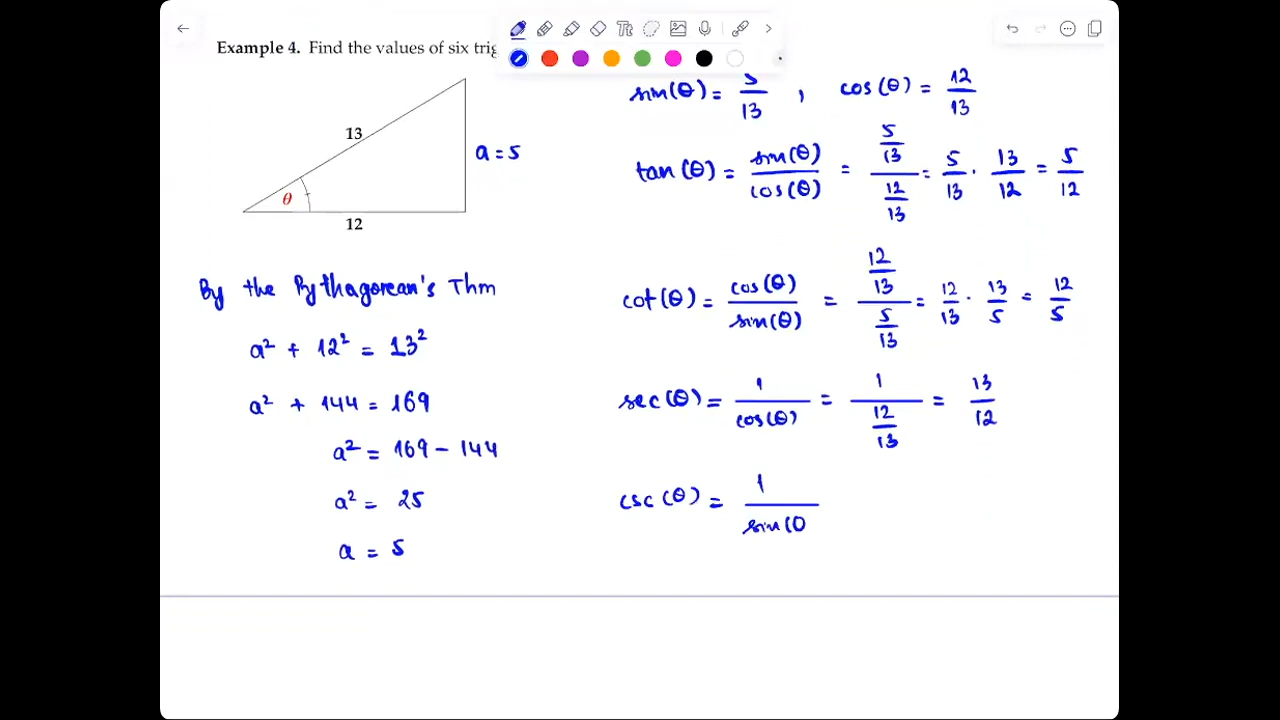 Example 4. Find the values of six trig
13
a = 5
θ
12
By the Pythagorean's Thm
a² + 12² = 13²
a² + 144 = 169
a² = 169 - 144
a² = 25
a = 5
sin(θ) = 5/13 , cos(θ) = 12/13
tan(θ) = sin(θ)/cos(θ) = (5/13)/(12/13) = 5/13 · 13/12 = 5/12
cot(θ) = cos(θ)/sin(θ) = (12/13)/(5/13) = 12/13 · 13/5 = 12/5
sec(θ) = 1/cos(θ) = 1/(12/13) = 13/12
csc(θ) = 1/sin(θ